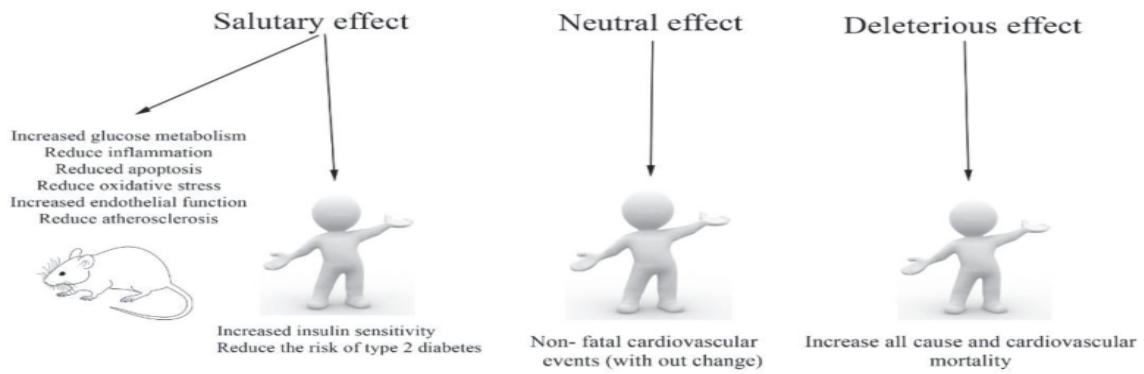 Salutary effect
Neutral effect
Deleterious effect
Increased glucose metabolism
Reduce inflammation
Reduced apoptosis
Reduce oxidative stress
Increased endothelial function
Reduce atherosclerosis
Increased insulin sensitivity
Reduce the risk of type 2 diabetes
Non- fatal cardiovascular
events (with out change)
Increase all cause and cardiovascular
mortality